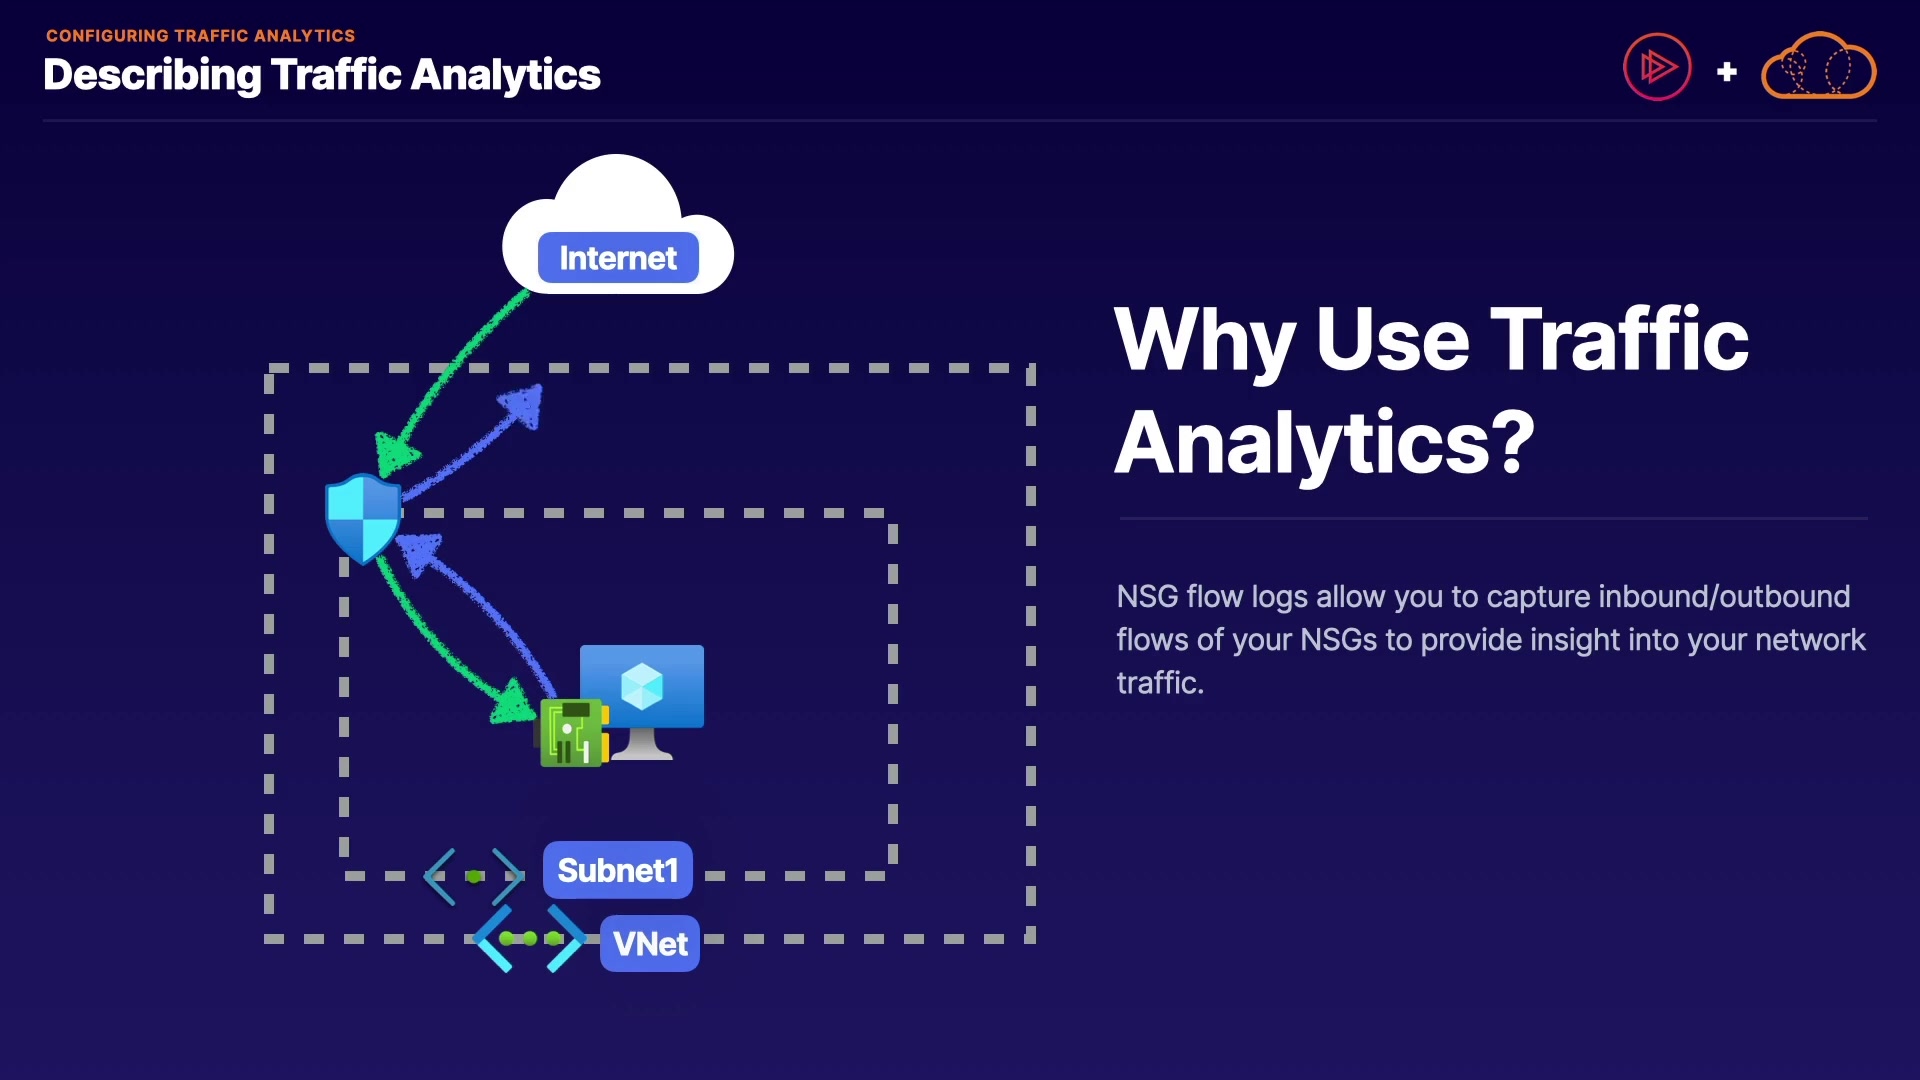 CONFIGURING TRAFFIC ANALYTICS
Describing Traffic Analytics
Internet
Subnet1
VNet
Why Use Traffic
Analytics?
NSG flow logs allow you to capture inbound/outbound
flows of your NSGs to provide insight into your network
traffic.